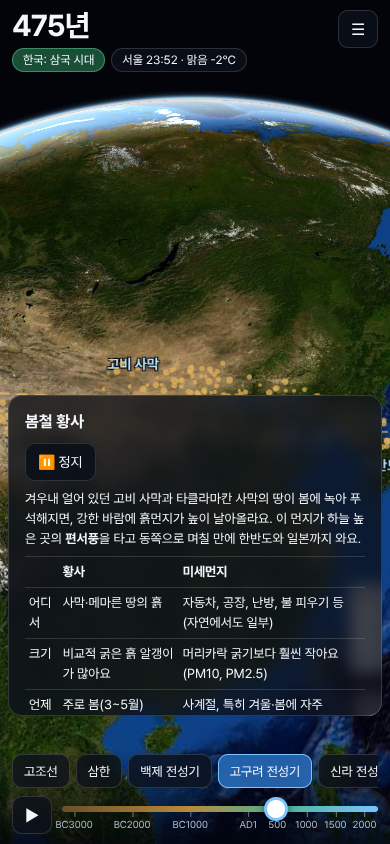 475년
☰
한국: 삼국 시대
서울 23:52 · 맑음 -2°C
고비 사막
봄철 황사
⏸ 정지
겨우내 얼어 있던 고비 사막과 타클라마칸 사막의 땅이 봄에 녹아 푸
석해지면, 강한 바람에 흙먼지가 높이 날아올라요. 이 먼지가 하늘 높
은 곳의 편서풍을 타고 동쪽으로 며칠 만에 한반도와 일본까지 와요.
황사 미세먼지
어디 사막·메마른 땅의 흙 자동차, 공장, 난방, 불 피우기 등
서 (자연에서도 일부)
크기 비교적 굵은 흙 알갱이 머리카락 굵기보다 훨씬 작아요
가 많아요 (PM10, PM2.5)
언제 주로 봄(3~5월) 사계절, 특히 겨울·봄에 자주
고조선 삼한 백제 전성기 고구려 전성기 신라 전성
▶
BC3000 BC2000 BC1000 AD1 500 1000 1500 2000